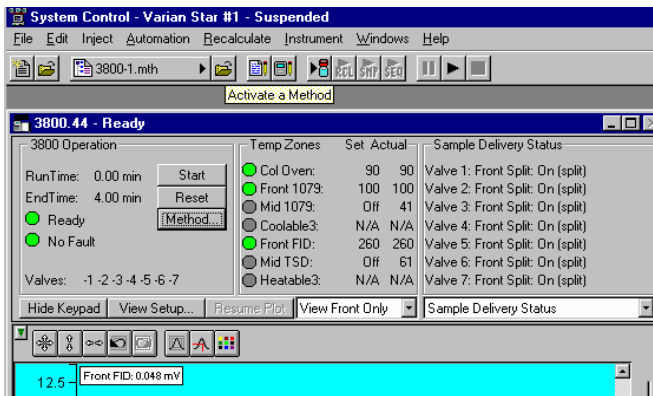 System Control - Varian Star #1 - Suspended
File Edit Inject Automation Recalculate Instrument Windows Help
3800-1.mth RCL SMP SEQ
Activate a Method
3800.44 - Ready
3800 Operation
RunTime: 0.00 min Start
EndTime: 4.00 min Reset
Ready Method...
No Fault
Valves: -1 -2 -3 -4 -5 -6 -7
Temp Zones Set Actual
Col Oven: 90 90
Front 1079: 100 100
Mid 1079: Off 41
Coolable3: N/A N/A
Front FID: 260 260
Mid TSD: Off 61
Heatable3: N/A N/A
Sample Delivery Status
Valve 1: Front Split: On (split)
Valve 2: Front Split: On (split)
Valve 3: Front Split: On (split)
Valve 4: Front Split: On (split)
Valve 5: Front Split: On (split)
Valve 6: Front Split: On (split)
Valve 7: Front Split: On (split)
Hide Keypad View Setup... Resume Plot View Front Only Sample Delivery Status
12.5 Front FID: 0.048 mV